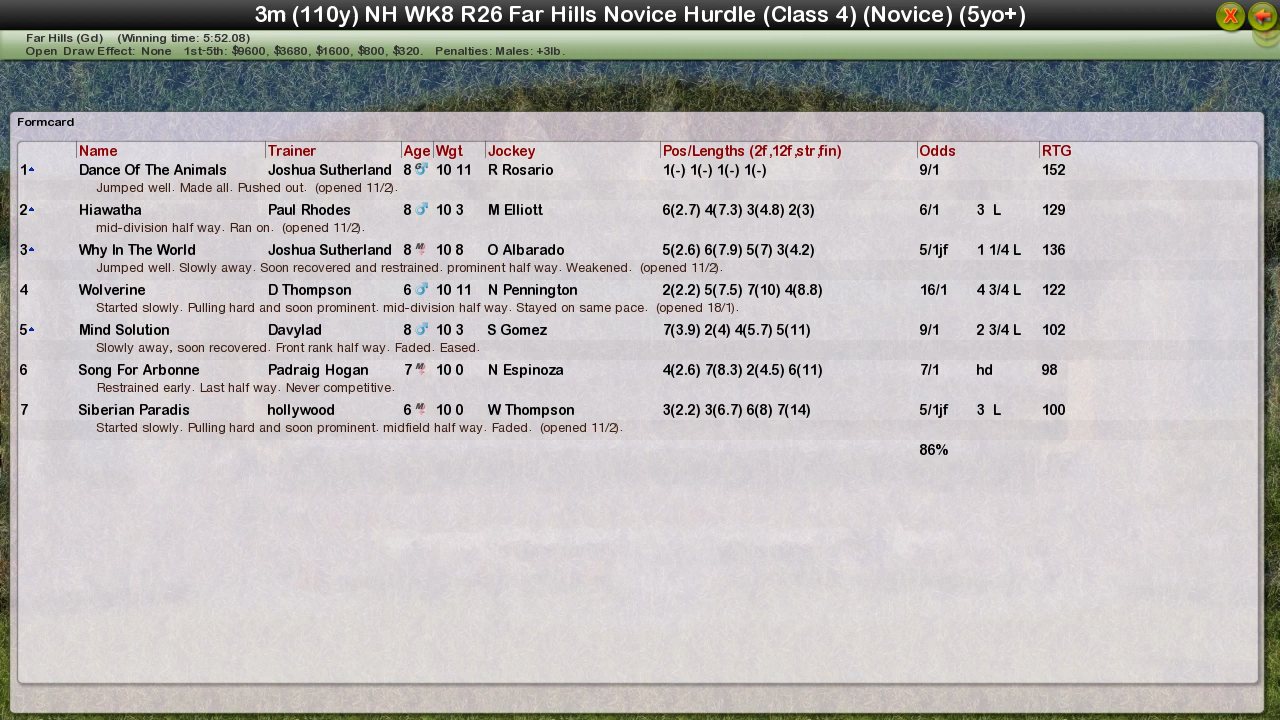 3m (110y) NH WK8 R26 Far Hills Novice Hurdle (Class 4) (Novice) (5yo+)
Far Hills (Gd) (Winning time: 5:52.08)
Open Draw Effect: None 1st-5th: $9600, $3680, $1600, $800, $320. Penalties: Males: +3lb.
Formcard
Name Trainer Age Wgt Jockey Pos/Lengths (2f,12f,str,fin) Odds RTG
1 Dance Of The Animals Joshua Sutherland 8 10 11 R Rosario 1(-) 1(-) 1(-) 1(-) 9/1 152
Jumped well. Made all. Pushed out. (opened 11/2).
2 Hiawatha Paul Rhodes 8 10 3 M Elliott 6(2.7) 4(7.3) 3(4.8) 2(3) 6/1 3 L 129
mid-division half way. Ran on. (opened 11/2).
3 Why In The World Joshua Sutherland 8 10 8 O Albarado 5(2.6) 6(7.9) 5(7) 3(4.2) 5/1jf 1 1/4 L 136
Jumped well. Slowly away. Soon recovered and restrained. prominent half way. Weakened. (opened 11/2).
4 Wolverine D Thompson 6 10 11 N Pennington 2(2.2) 5(7.5) 7(10) 4(8.8) 16/1 4 3/4 L 122
Started slowly. Pulling hard and soon prominent. mid-division half way. Stayed on same pace. (opened 18/1).
5 Mind Solution Davylad 8 10 3 S Gomez 7(3.9) 2(4) 4(5.7) 5(11) 9/1 2 3/4 L 102
Slowly away, soon recovered. Front rank half way. Faded. Eased.
6 Song For Arbonne Padraig Hogan 7 10 0 N Espinoza 4(2.6) 7(8.3) 2(4.5) 6(11) 7/1 hd 98
Restrained early. Last half way. Never competitive.
7 Siberian Paradis hollywood 6 10 0 W Thompson 3(2.2) 3(6.7) 6(8) 7(14) 5/1jf 3 L 100
Started slowly. Pulling hard and soon prominent. midfield half way. Faded. (opened 11/2).
86%